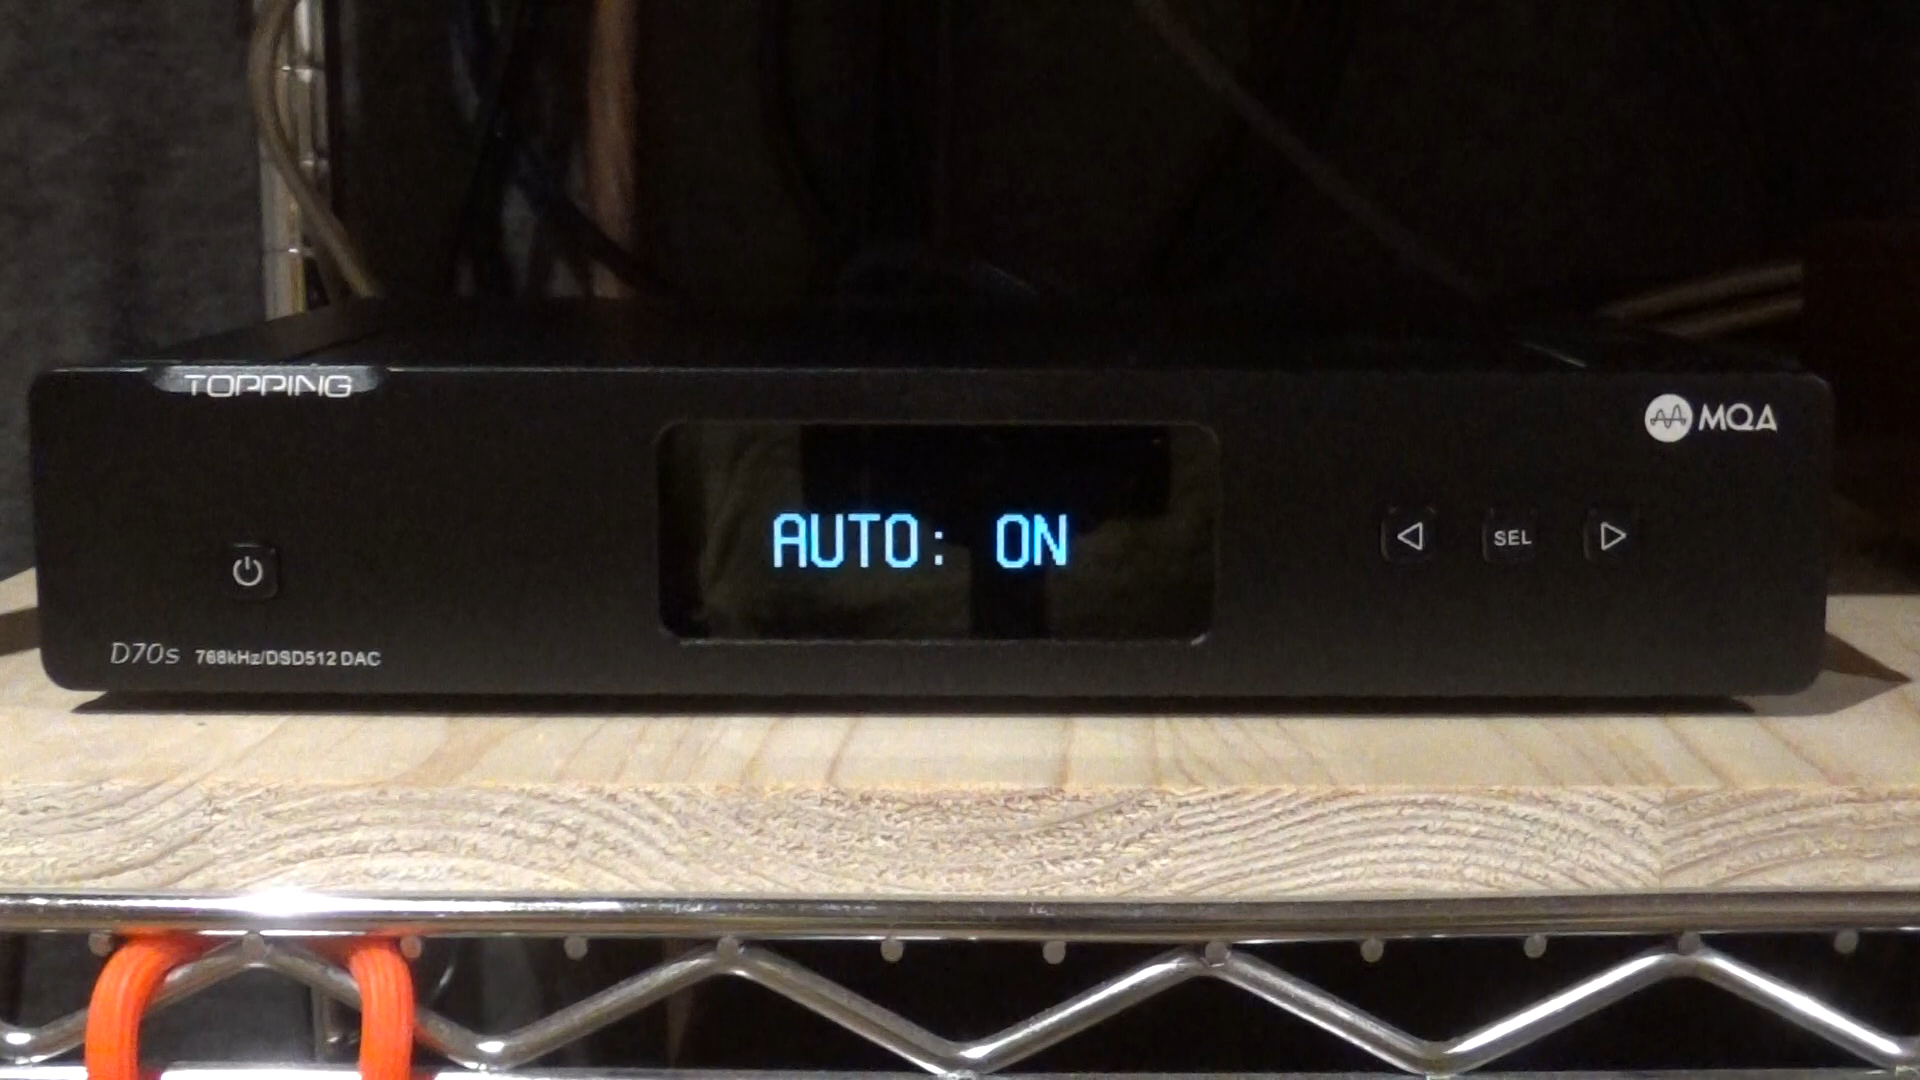 TOPPING
MQA
AUTO: ON
SEL
D70s 768kHz/DSD512 DAC